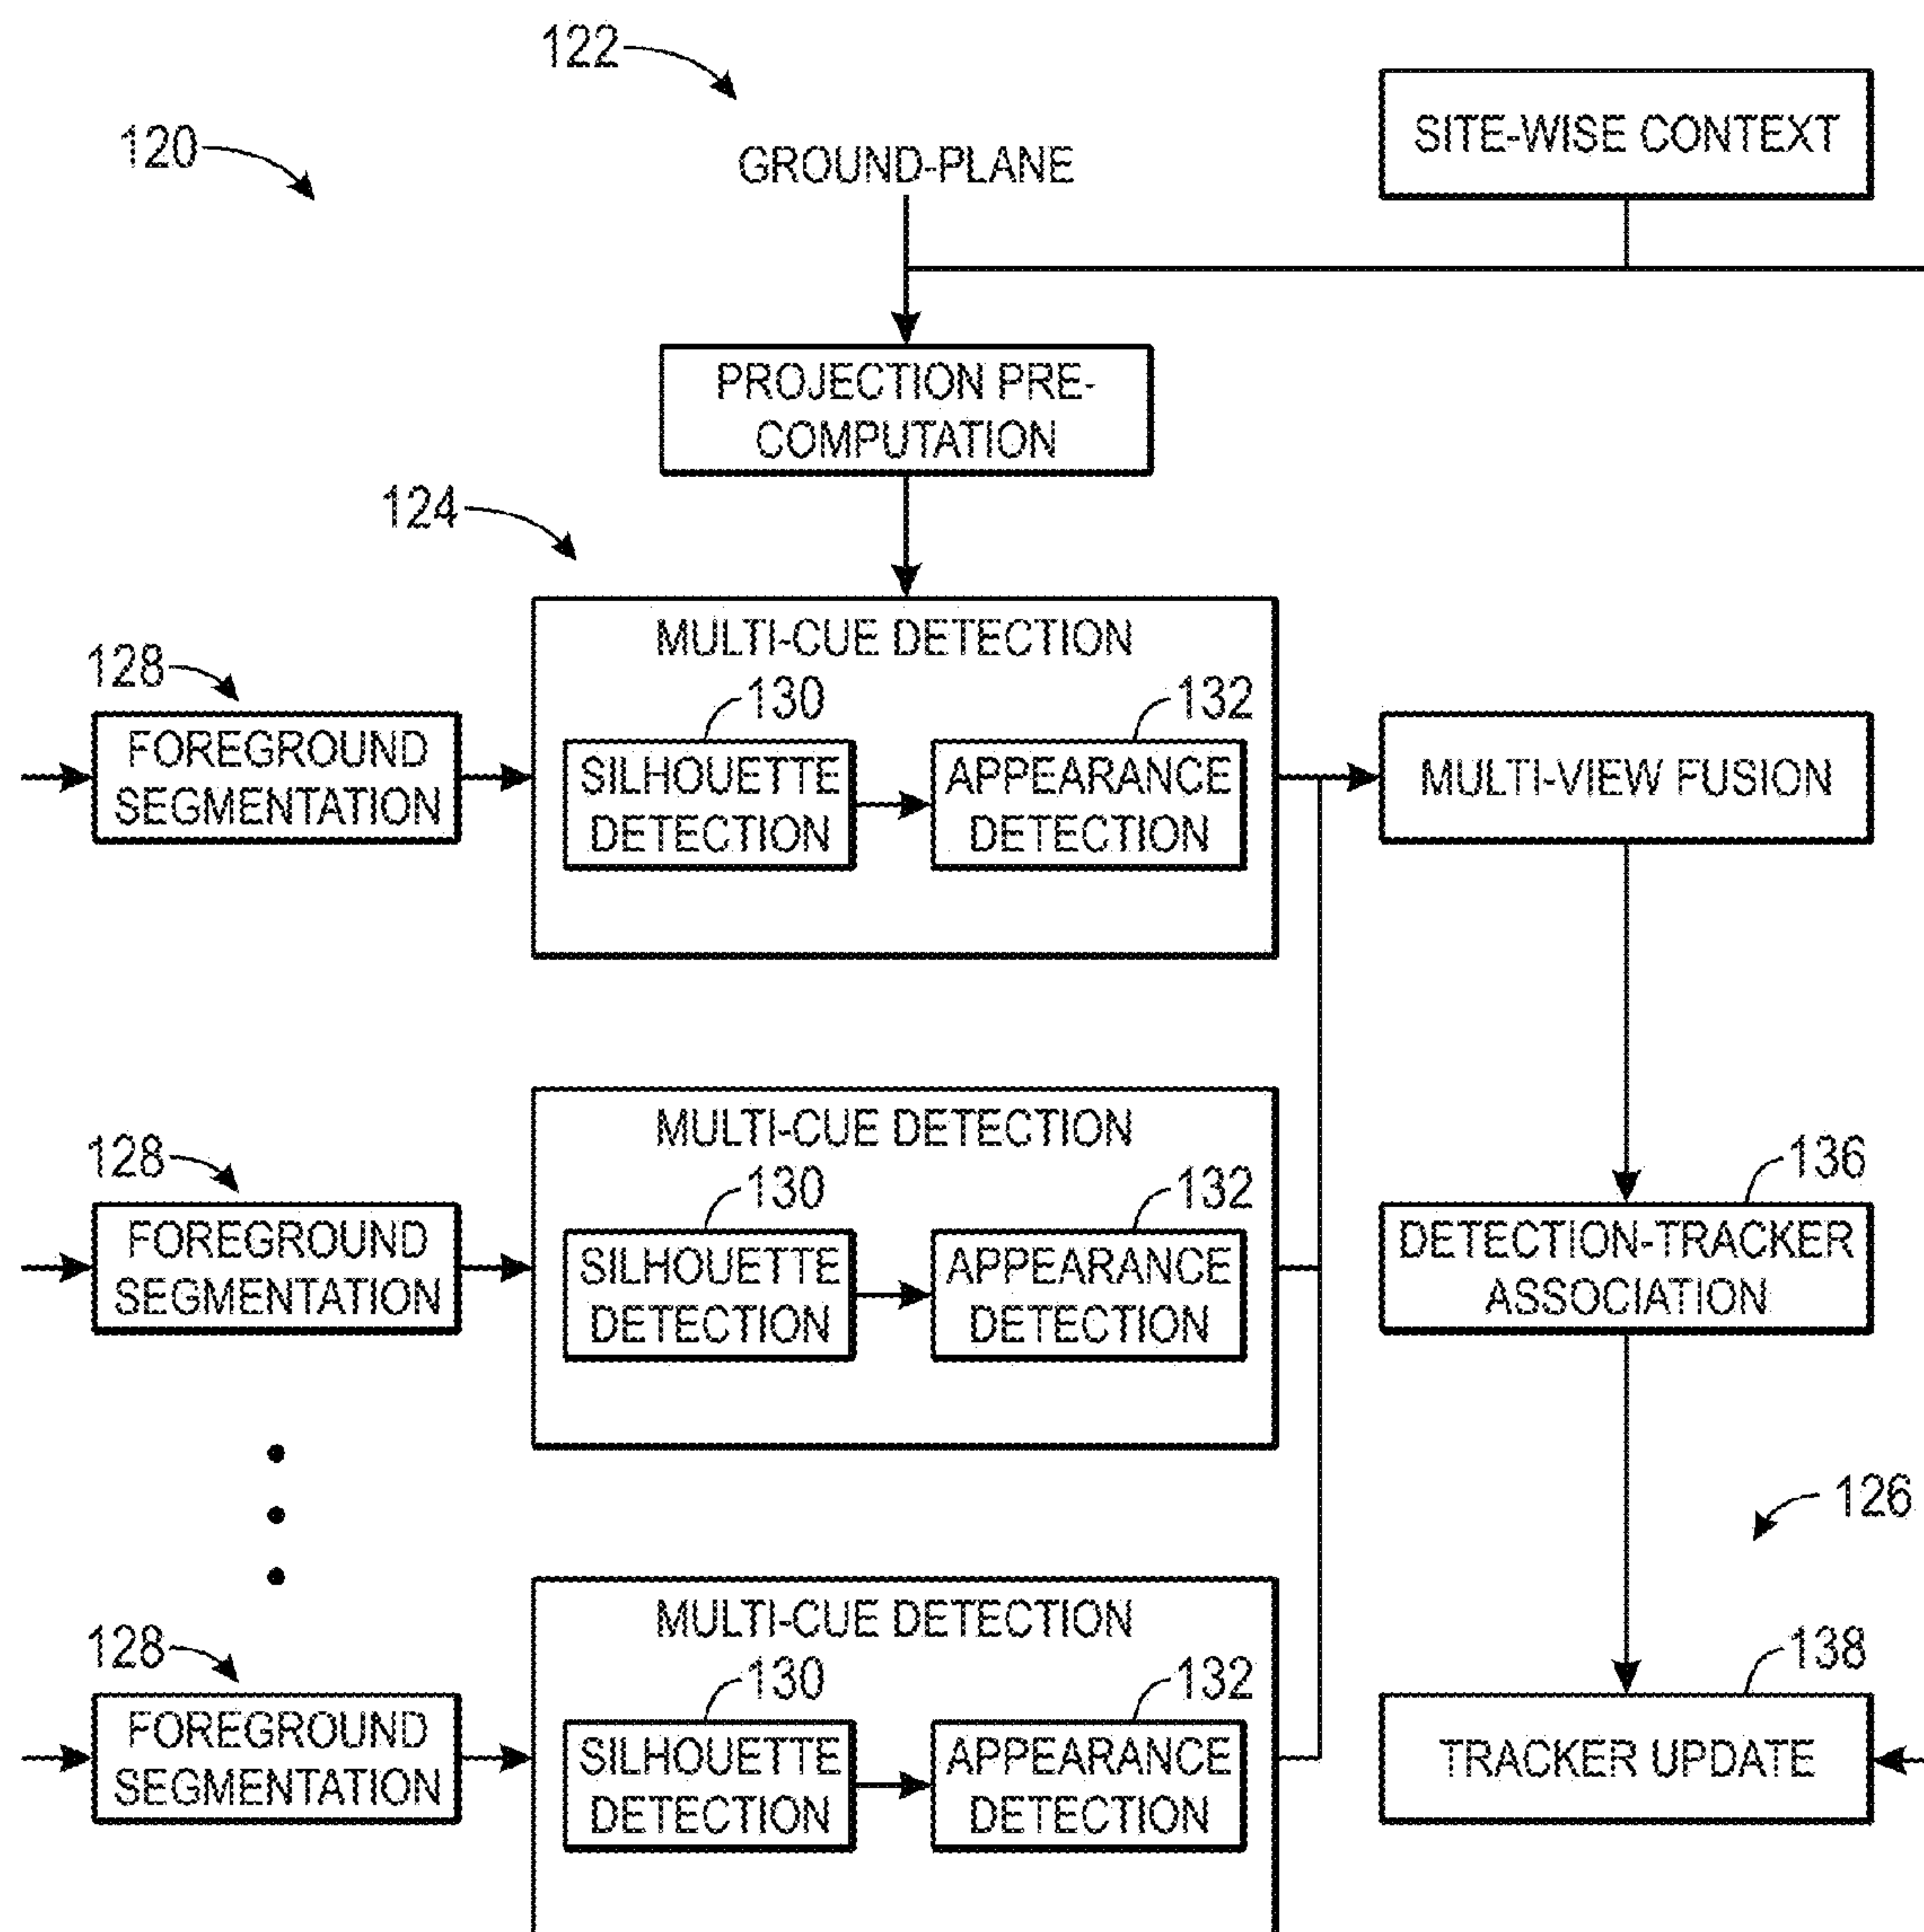 122
120
GROUND-PLANE
SITE-WISE CONTEXT
PROJECTION PRE-
COMPUTATION
124
MULTI-CUE DETECTION
128
130
132
FOREGROUND
SEGMENTATION
SILHOUETTE
DETECTION
APPEARANCE
DETECTION
MULTI-VIEW FUSION
MULTI-CUE DETECTION
128
130
132
136
FOREGROUND
SEGMENTATION
SILHOUETTE
DETECTION
APPEARANCE
DETECTION
DETECTION-TRACKER
ASSOCIATION
126
MULTI-CUE DETECTION
128
130
132
138
FOREGROUND
SEGMENTATION
SILHOUETTE
DETECTION
APPEARANCE
DETECTION
TRACKER UPDATE